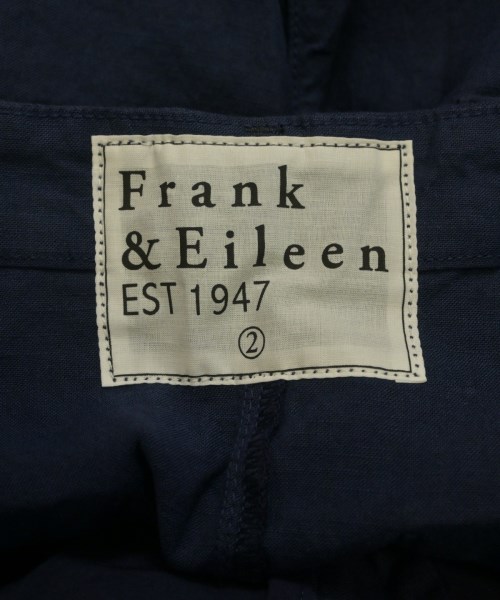 Frank
& Eileen
EST 1947
②